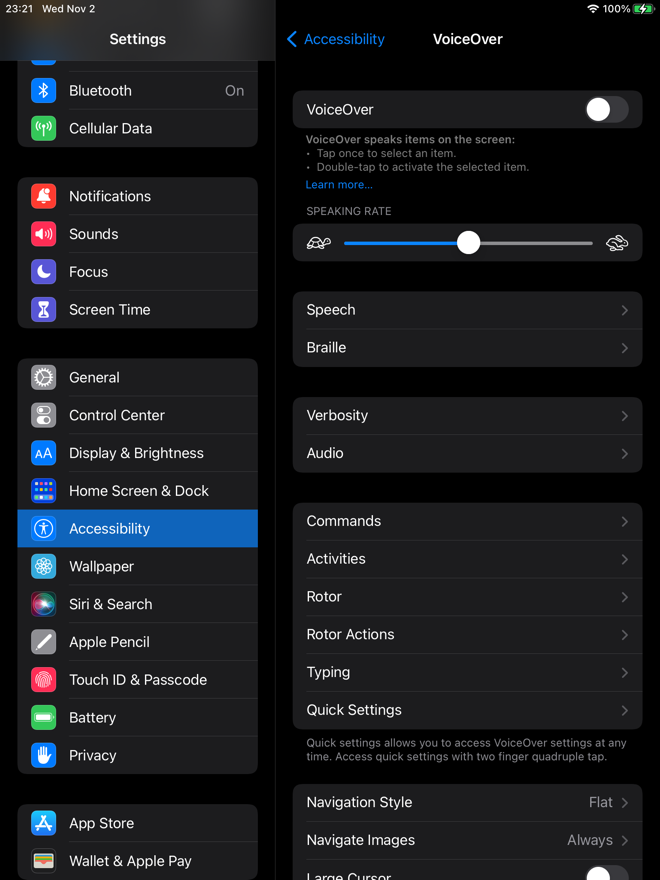 23:21 Wed Nov 2
100%
Settings
Bluetooth On
Cellular Data
Notifications
Sounds
Focus
Screen Time
General
Control Center
AA Display & Brightness
Home Screen & Dock
Accessibility
Wallpaper
Siri & Search
Apple Pencil
Touch ID & Passcode
Battery
Privacy
App Store
Wallet & Apple Pay
Accessibility
VoiceOver
VoiceOver
VoiceOver speaks items on the screen:
• Tap once to select an item.
• Double-tap to activate the selected item.
Learn more...
SPEAKING RATE
Speech
Braille
Verbosity
Audio
Commands
Activities
Rotor
Rotor Actions
Typing
Quick Settings
Quick settings allows you to access VoiceOver settings at any
time. Access quick settings with two finger quadruple tap.
Navigation Style Flat
Navigate Images Always
Large Cursor